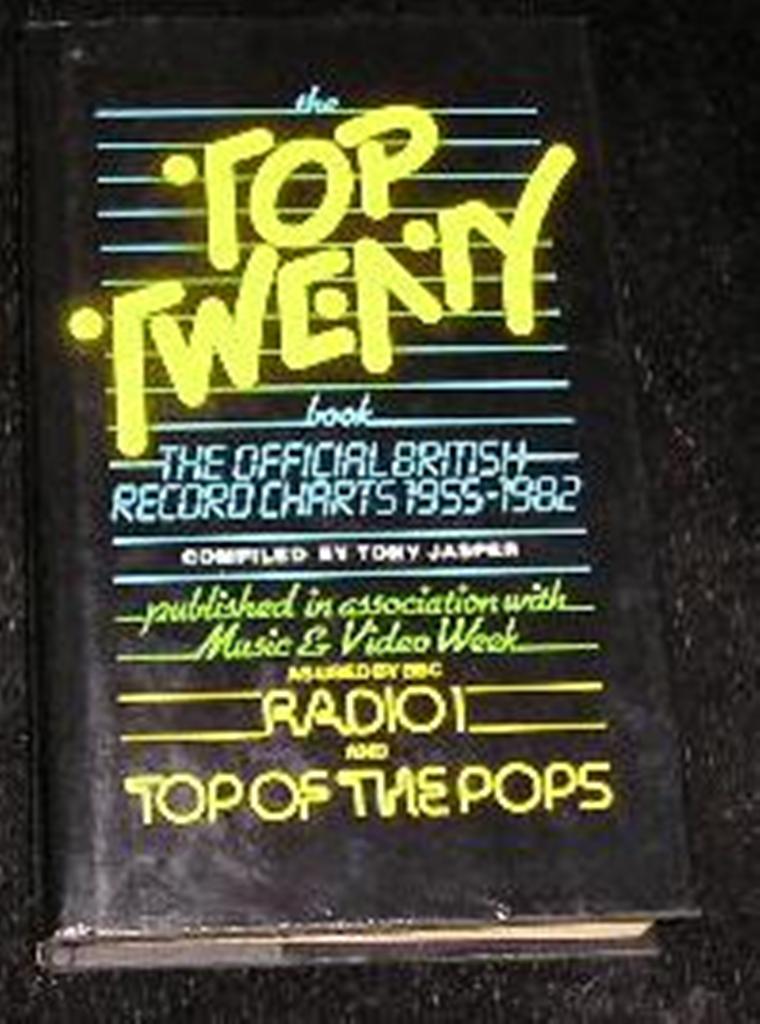 the
TOP
TWENTY
book
THE OFFICIAL BRITISH
RECORD CHARTS 1955-1982
COMPILED BY TONY JASPER
published in association with
Music & Video Week
AS USED BY BBC
RADIO 1
AND
TOP OF THE POPS